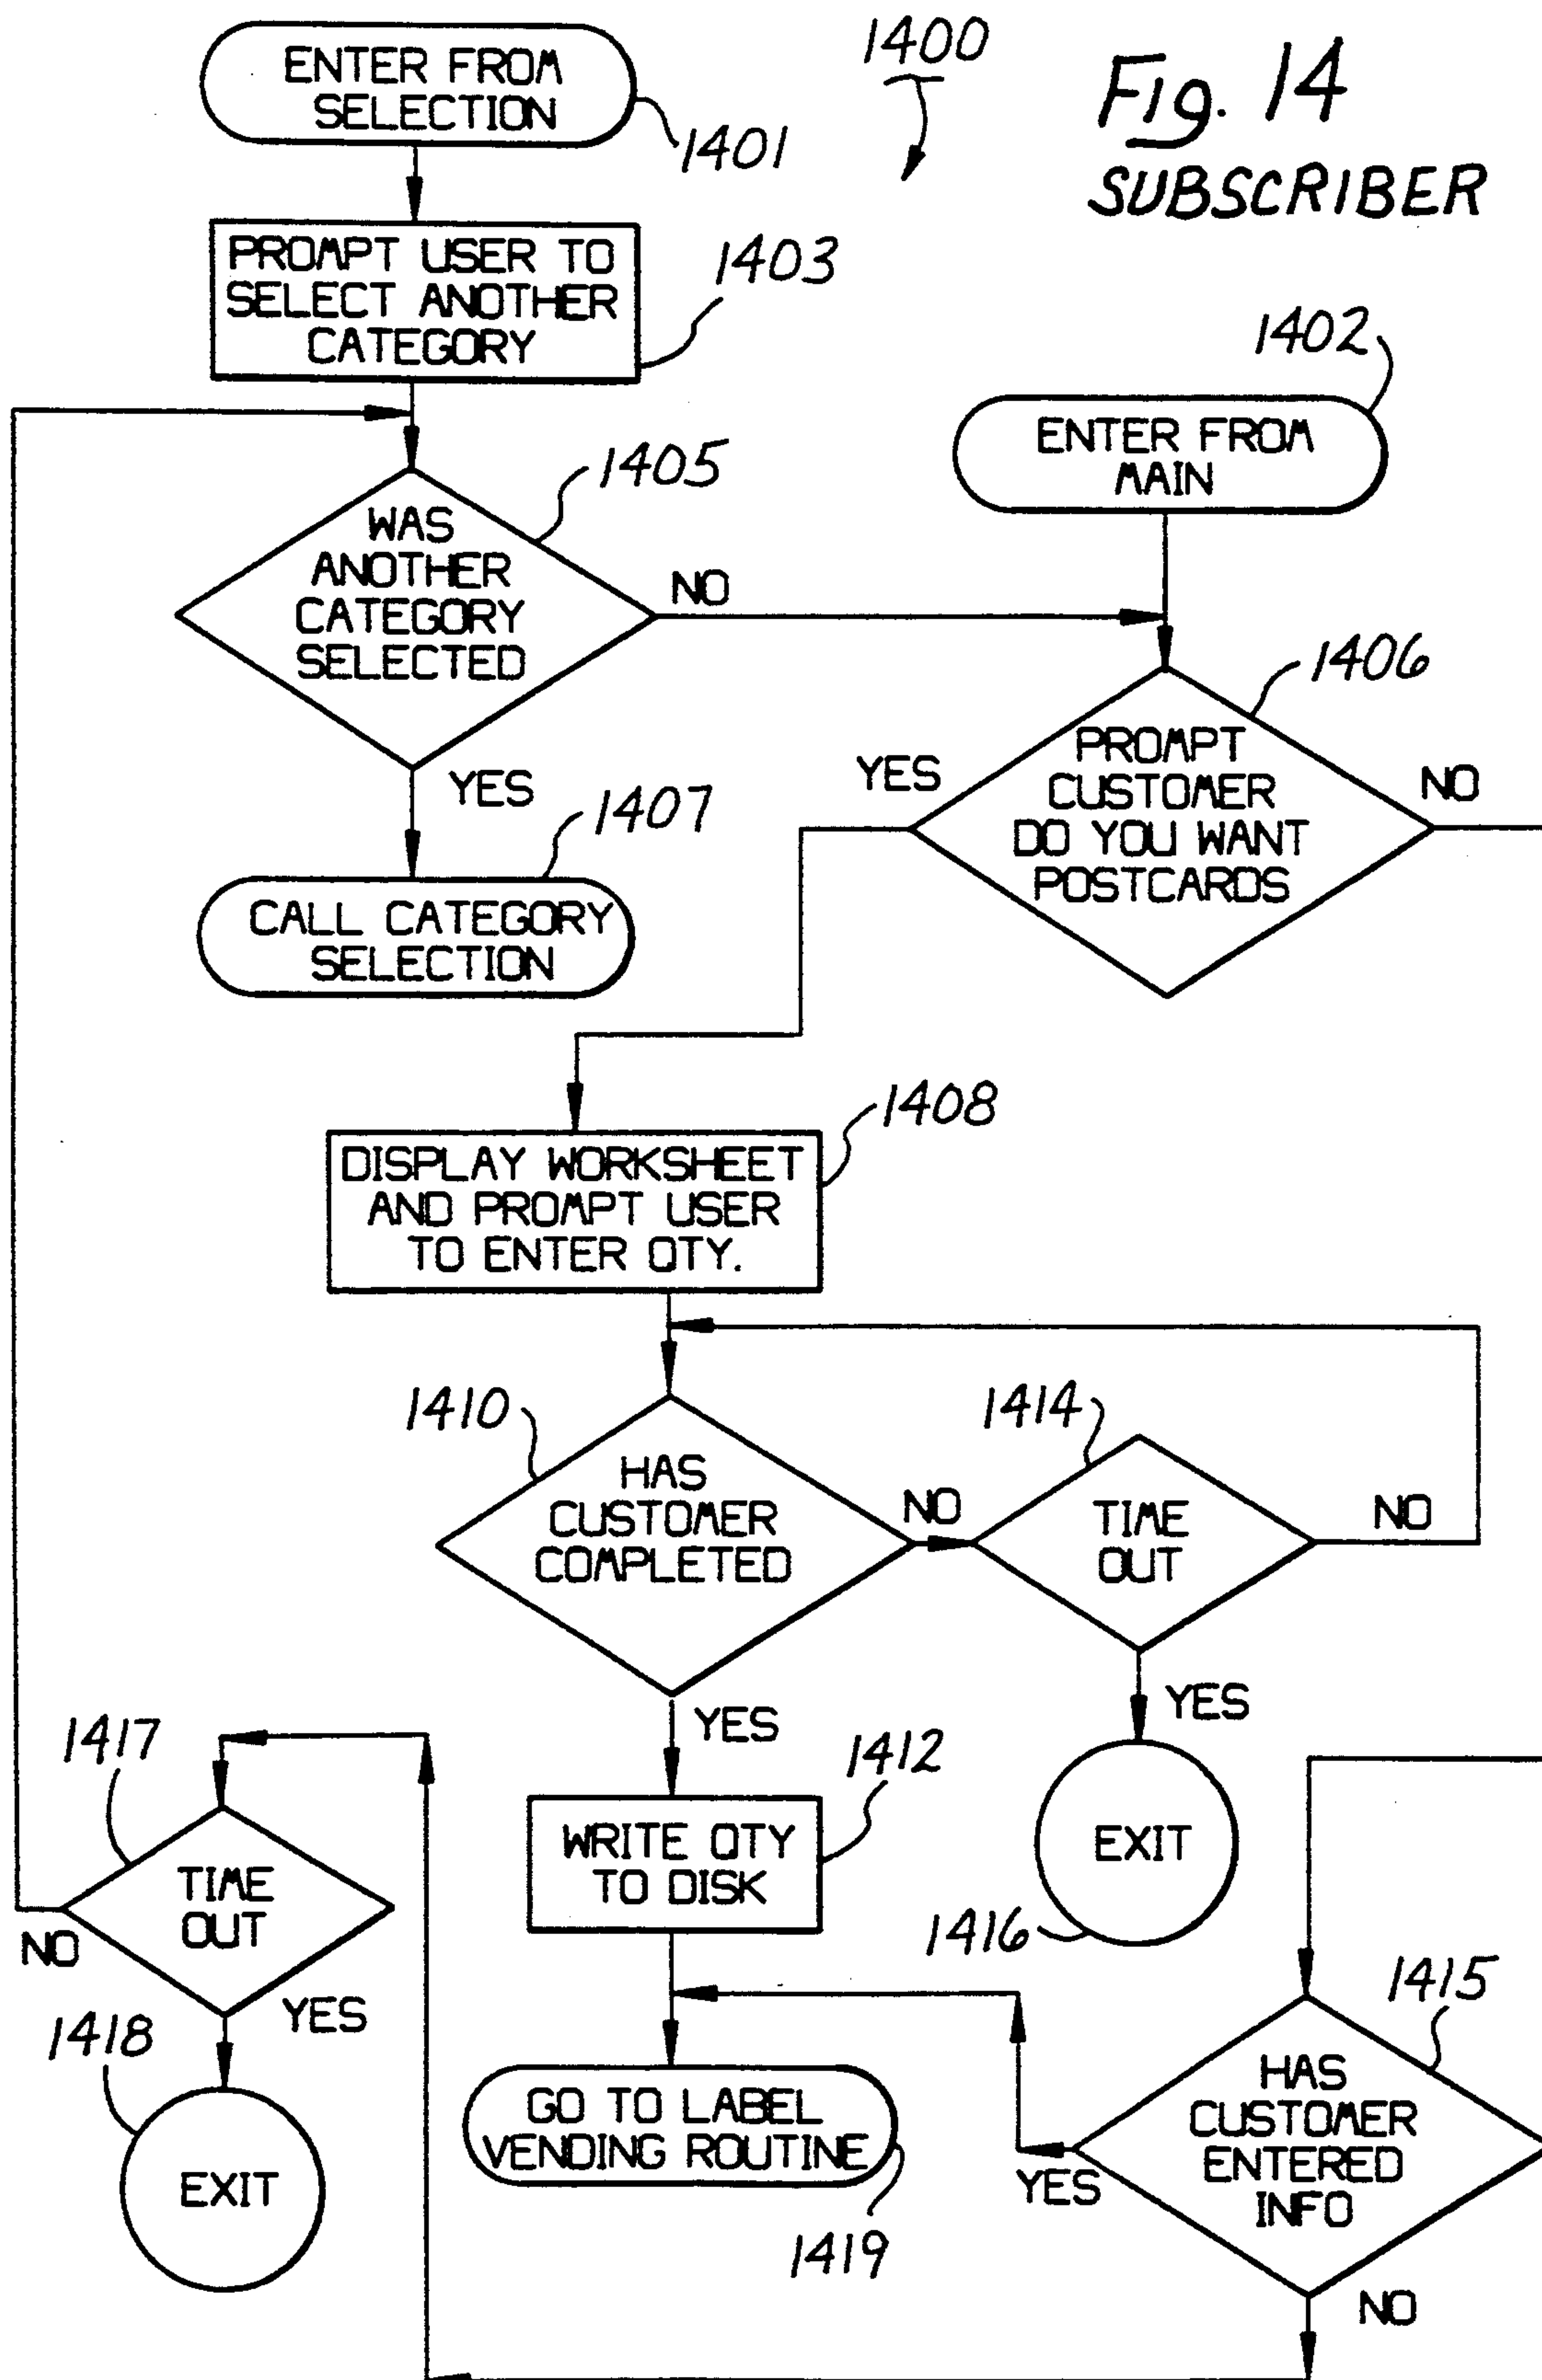 ENTER FROM
SELECTION
1401
1400
Fig. 14
SUBSCRIBER
PROMPT USER TO
SELECT ANOTHER
CATEGORY
1403
1402
ENTER FROM
MAIN
1405
WAS
ANOTHER
CATEGORY
SELECTED
NO
YES
1406
PROMPT
CUSTOMER
DO YOU WANT
POSTCARDS
YES
NO
1407
CALL CATEGORY
SELECTION
1408
DISPLAY WORKSHEET
AND PROMPT USER
TO ENTER QTY.
1410
HAS
CUSTOMER
COMPLETED
NO
1414
TIME
OUT
NO
YES
YES
1412
WRITE QTY
TO DISK
EXIT
1416
1417
TIME
OUT
NO
YES
1418
EXIT
1415
HAS
CUSTOMER
ENTERED
INFO
YES
NO
GO TO LABEL
VENDING ROUTINE
1419